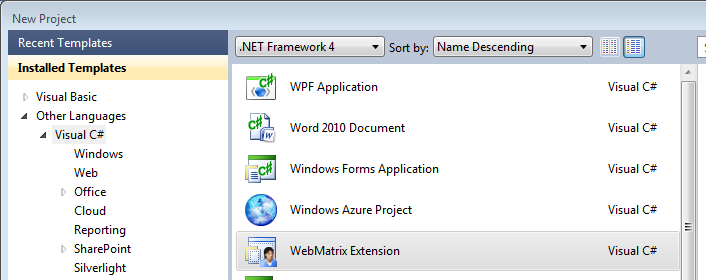 New Project
Recent Templates
Installed Templates
Visual Basic
Other Languages
Visual C#
Windows
Web
Office
Cloud
Reporting
SharePoint
Silverlight
.NET Framework 4 Sort by: Name Descending
WPF Application Visual C#
Word 2010 Document Visual C#
Windows Forms Application Visual C#
Windows Azure Project Visual C#
WebMatrix Extension Visual C#